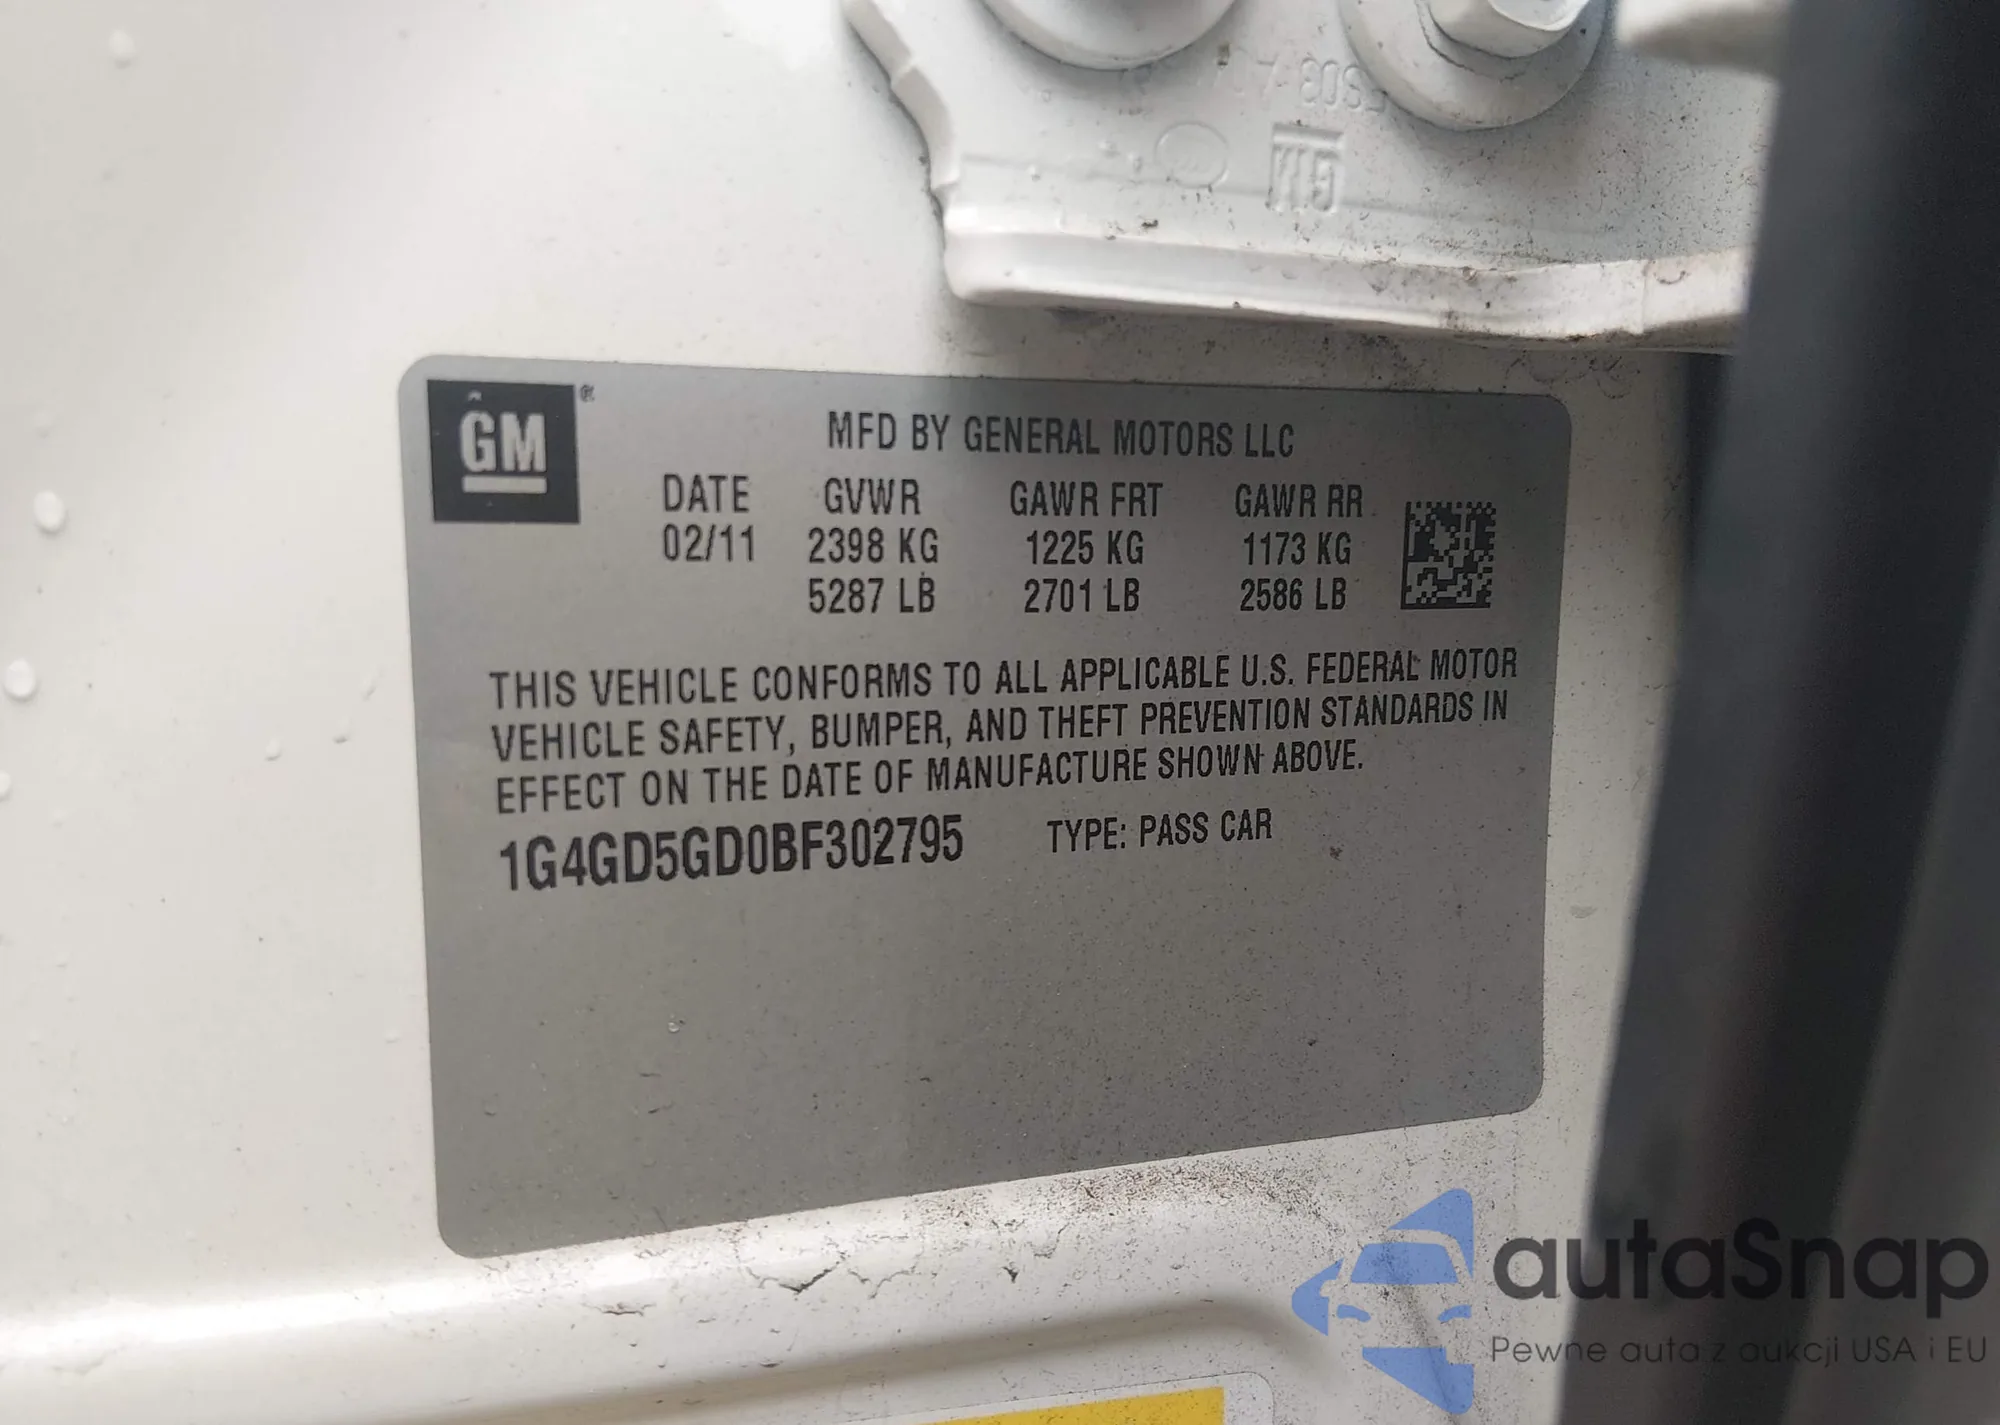 GM
GM ®
MFD BY GENERAL MOTORS LLC
DATE GVWR GAWR FRT GAWR RR
02/11 2398 KG 1225 KG 1173 KG
5287 LB 2701 LB 2586 LB
THIS VEHICLE CONFORMS TO ALL APPLICABLE U.S. FEDERAL MOTOR
VEHICLE SAFETY, BUMPER, AND THEFT PREVENTION STANDARDS IN
EFFECT ON THE DATE OF MANUFACTURE SHOWN ABOVE.
1G4GD5GD0BF302795 TYPE: PASS CAR
autaSnap
Pewne auta z aukcji USA i EU